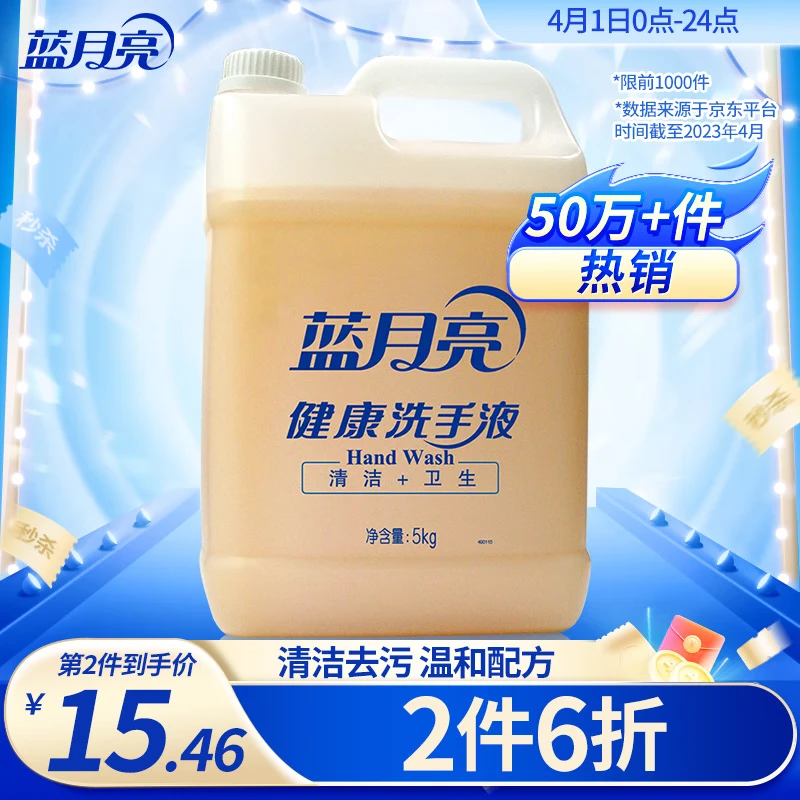 蓝月亮
4月1日0点-24点
*限前1000件
*数据来源于京东平台
时间截至2023年4月
50万+件
热销
秒杀
秒杀
秒杀
蓝月亮
健康洗手液
Hand Wash
清洁 + 卫生
净含量:5kg
第2件到手价
¥15.46
清洁去污 温和配方
2件6折